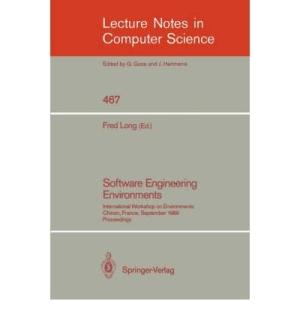 Lecture Notes in
Computer Science
Edited by G. Goos and J. Hartmanis
467
Fred Long (Ed.)
Software Engineering
Environments
International Workshop on Environments
Chinon, France, September 1989
Proceedings
Springer-Verlag